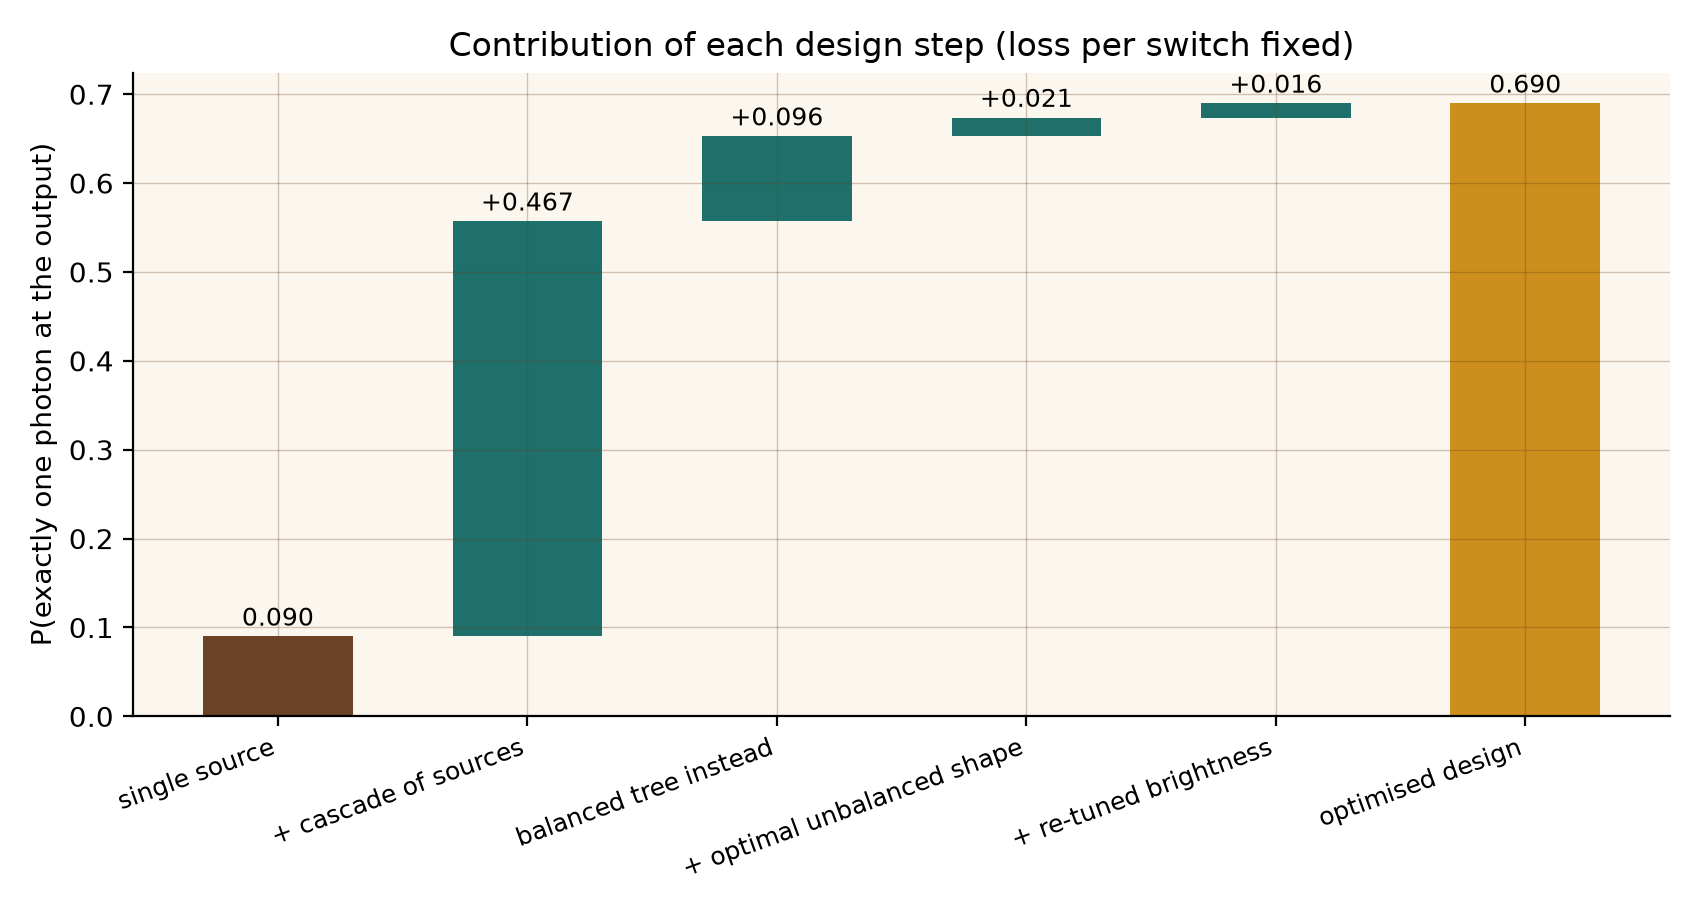 Contribution of each design step (loss per switch fixed)
P(exactly one photon at the output)
0.7
0.6
0.5
0.4
0.3
0.2
0.1
0.0
0.090
+0.467
+0.096
+0.021
+0.016
0.690
single source
+ cascade of sources
balanced tree instead
+ optimal unbalanced shape
+ re-tuned brightness
optimised design